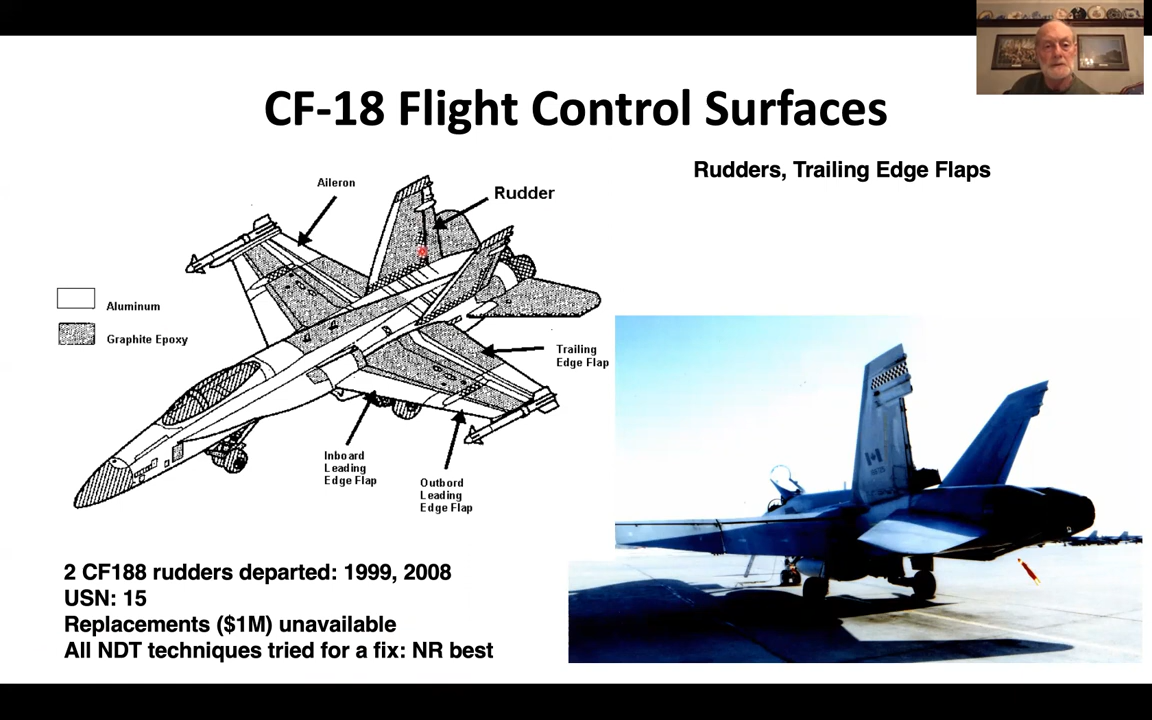 CF-18 Flight Control Surfaces
Rudders, Trailing Edge Flaps
Aileron
Rudder
Aluminum
Graphite Epoxy
Trailing
Edge Flap
Inboard
Leading
Edge Flap
Outbord
Leading
Edge Flap
2 CF188 rudders departed: 1999, 2008
USN: 15
Replacements ($1M) unavailable
All NDT techniques tried for a fix: NR best